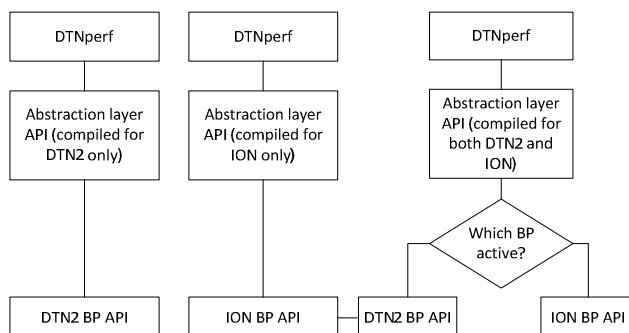 DTNperf
DTNperf
DTNperf
Abstraction layer
API (compiled for
DTN2 only)
Abstraction layer
API (compiled for
ION only)
Abstraction layer
API (compiled for
both DTN2 and
ION)
Which BP
active?
DTN2 BP API
ION BP API
DTN2 BP API
ION BP API